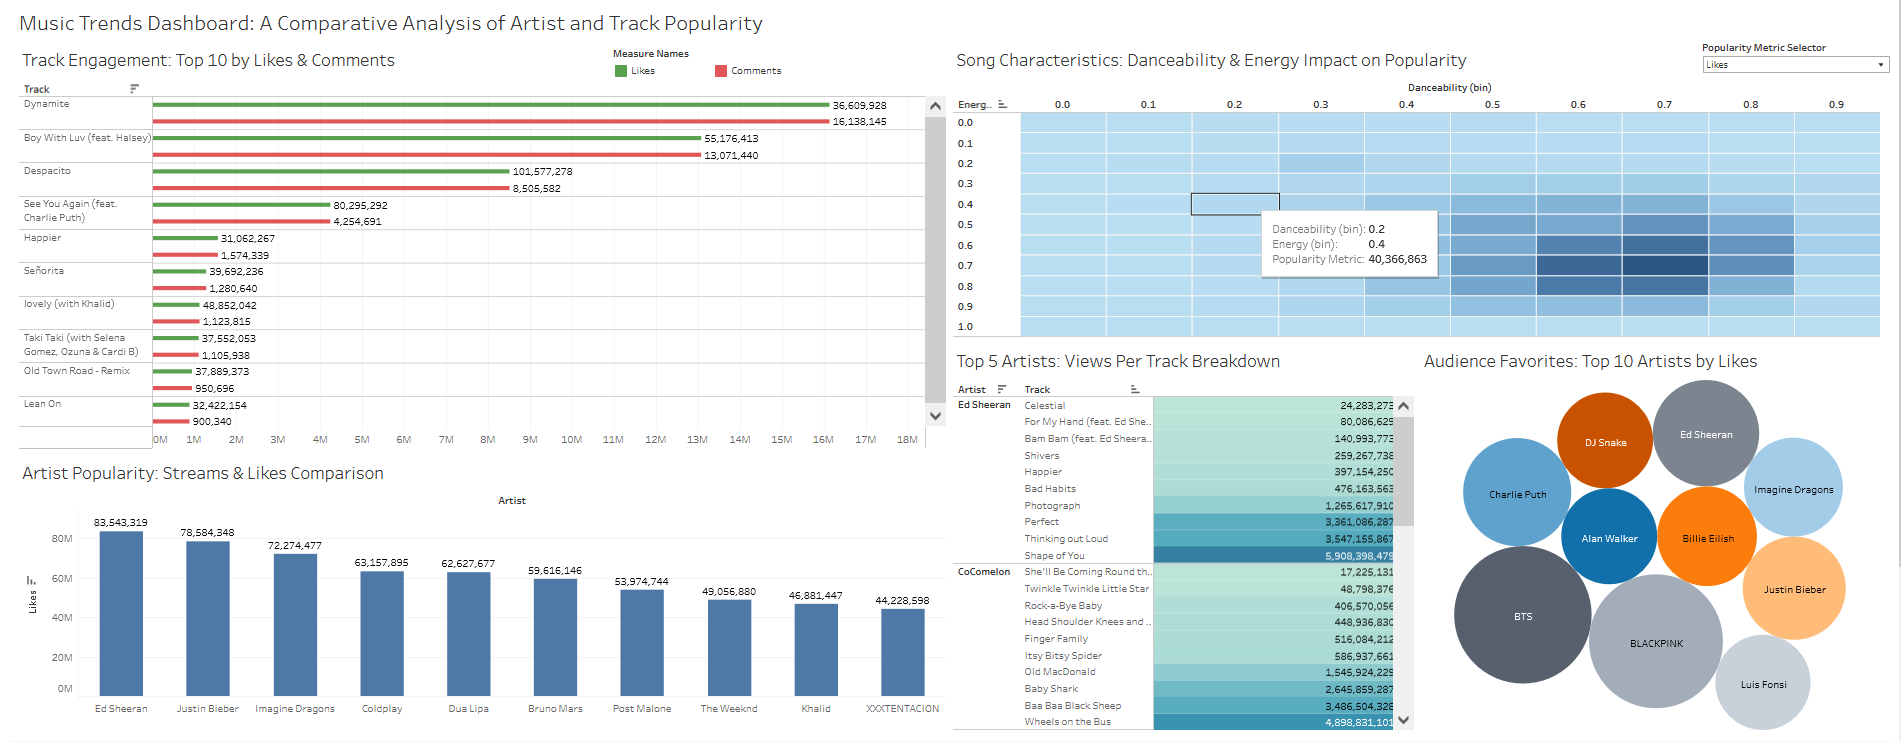 Music Trends Dashboard: A Comparative Analysis of Artist and Track Popularity
Track Engagement: Top 10 by Likes & Comments
Measure Names
Likes
Comments
Track
Dynamite
36,609,928
16,138,145
Boy With Luv (feat. Halsey)
55,176,413
13,071,440
Despacito
101,577,278
8,505,582
See You Again (feat.
Charlie Puth)
80,295,292
4,254,691
Happier
31,062,267
1,574,339
Señorita
39,692,236
1,280,640
lovely (with Khalid)
48,852,042
1,123,815
Taki Taki (with Selena
Gomez, Ozuna & Cardi B)
37,552,053
1,105,938
Old Town Road - Remix
37,889,373
950,696
Lean On
32,422,154
900,340
0M 1M 2M 3M 4M 5M 6M 7M 8M 9M 10M 11M 12M 13M 14M 15M 16M 17M 18M
Artist Popularity: Streams & Likes Comparison
Artist
Likes
80M
60M
40M
20M
0M
83,543,319
78,584,348
72,274,477
63,157,895
62,627,677
59,616,146
53,974,744
49,056,880
46,881,447
44,228,598
Ed Sheeran
Justin Bieber
Imagine Dragons
Coldplay
Dua Lipa
Bruno Mars
Post Malone
The Weeknd
Khalid
XXXTENTACION
Song Characteristics: Danceability & Energy Impact on Popularity
Popularity Metric Selector
Likes
Danceability (bin)
Energ.. 0.0 0.1 0.2 0.3 0.4 0.5 0.6 0.7 0.8 0.9
0.0
0.1
0.2
0.3
0.4
0.5
0.6
0.7
0.8
0.9
1.0
Danceability (bin): 0.2
Energy (bin): 0.4
Popularity Metric: 40,366,863
Top 5 Artists: Views Per Track Breakdown
Artist Track
Ed Sheeran Celestial 24,283,273
For My Hand (feat. Ed She.. 80,086,629
Bam Bam (feat. Ed Sheera.. 140,993,773
Shivers 259,267,738
Happier 397,154,250
Bad Habits 476,163,563
Photograph 1,265,617,910
Perfect 3,361,086,287
Thinking out Loud 3,547,155,867
Shape of You 5,908,398,479
CoComelon She'll Be Coming Round th.. 17,225,131
Twinkle Twinkle Little Star 48,798,376
Rock-a-Bye Baby 406,570,056
Head Shoulder Knees and .. 448,936,830
Finger Family 516,084,212
Itsy Bitsy Spider 586,937,661
Old MacDonald 1,545,924,229
Baby Shark 2,645,859,287
Baa Baa Black Sheep 3,486,504,328
Wheels on the Bus 4,898,831,101
Audience Favorites: Top 10 Artists by Likes
DJ Snake
Ed Sheeran
Charlie Puth
Imagine Dragons
Alan Walker
Billie Eilish
Justin Bieber
BTS
BLACKPINK
Luis Fonsi